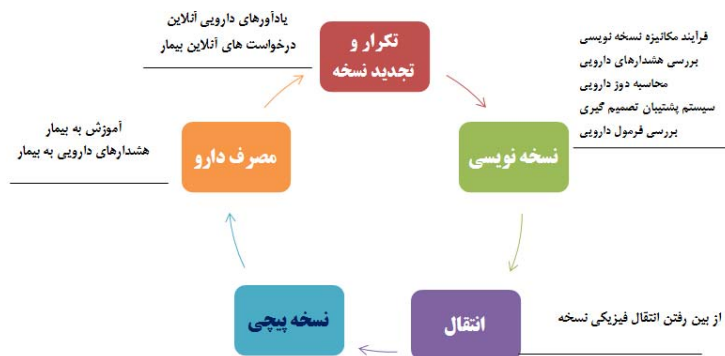 یادآورهای دارویی آنلاین
درخواست های آنلاین بیمار
تکرار و
تجدید نسخه
فرآیند مکانیزه نسخه نویسی
بررسی هشدارهای دارویی
محاسبه دوز دارویی
سیستم پشتیبان تصمیم گیری
بررسی فرمول دارویی
نسخه نویسی
از بین رفتن انتقال فیزیکی نسخه
انتقال
نسخه پیچی
آموزش به بیمار
هشدارهای دارویی به بیمار
مصرف دارو